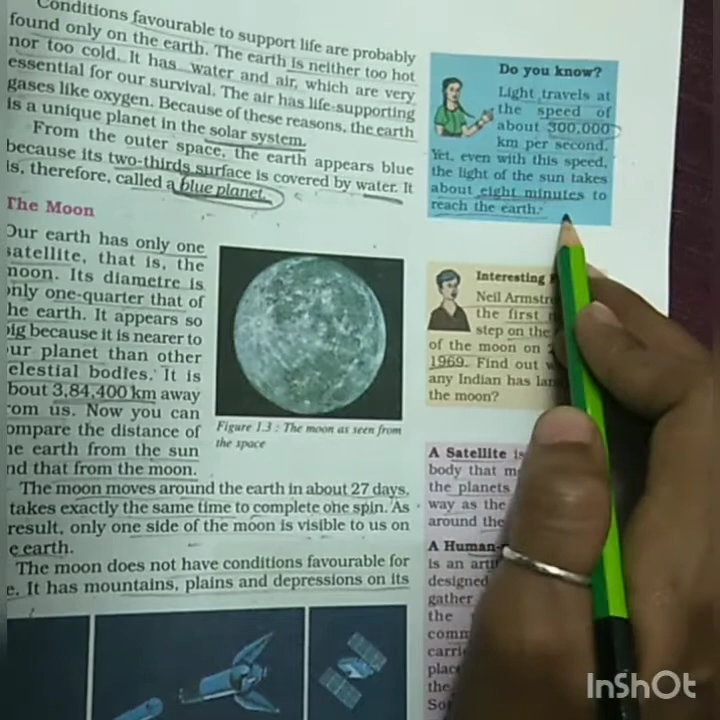 Conditions favourable to support life are probably
found only on the earth. The earth is neither too hot
nor too cold. It has water and air, which are very
essential for our survival. The air has life-supporting
gases like oxygen. Because of these reasons, the earth
is a unique planet in the solar system.
From the outer space, the earth appears blue
because its two-thirds surface is covered by water. It
is, therefore, called a blue planet.
The Moon
Our earth has only one
satellite, that is, the
moon. Its diametre is
only one-quarter that of
he earth. It appears so
big because it is nearer to
ur planet than other
elestial bodies. It is
bout 3,84,400 km away
rom us. Now you can
ompare the distance of
he earth from the sun
nd that from the moon.
Figure 1.3 : The moon as seen from
the space
The moon moves around the earth in about 27 days,
takes exactly the same time to complete one spin. As
result, only one side of the moon is visible to us on
e earth.
The moon does not have conditions favourable for
e. It has mountains, plains and depressions on its
Do you know?
Light travels at
the speed of
about 300,000
km per second.
Yet, even with this speed,
the light of the sun takes
about eight minutes to
reach the earth.
Interesting
Neil Armstr
the first
step on the
of the moon on
1969. Find out
any Indian has
the moon?
A Satellite is
body that
the planets
way as the
around the
A Human-
is an
designed
gather
the
comm
carri
plac
the
So
InShOt